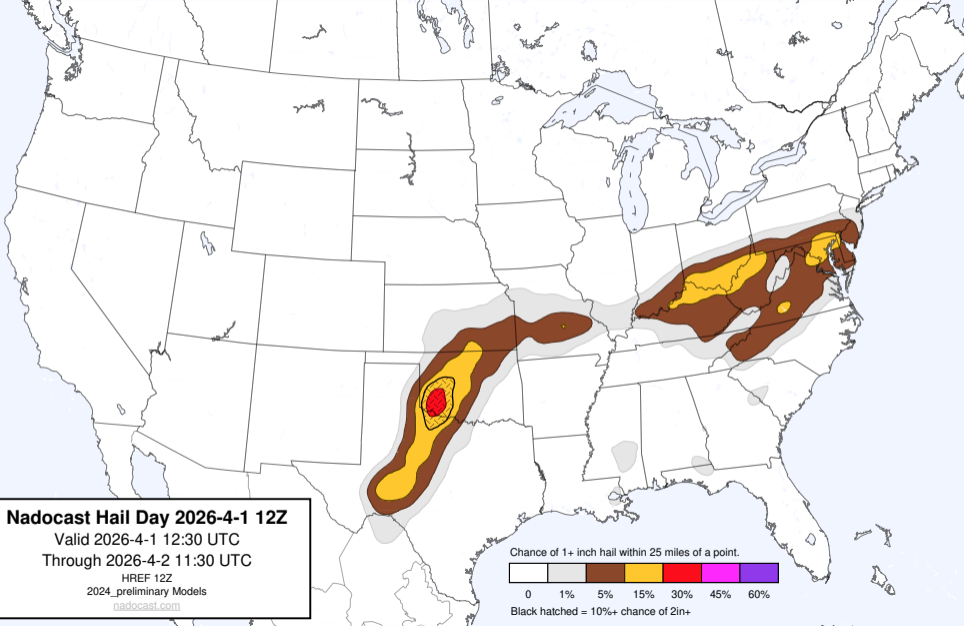 Nadocast Hail Day 2026-4-1 12Z
Valid 2026-4-1 12:30 UTC
Through 2026-4-2 11:30 UTC
HREF 12Z
2024_preliminary Models
nadocast.com
Chance of 1+ inch hail within 25 miles of a point.
0 1% 5% 15% 30% 45% 60%
Black hatched = 10%+ chance of 2in+